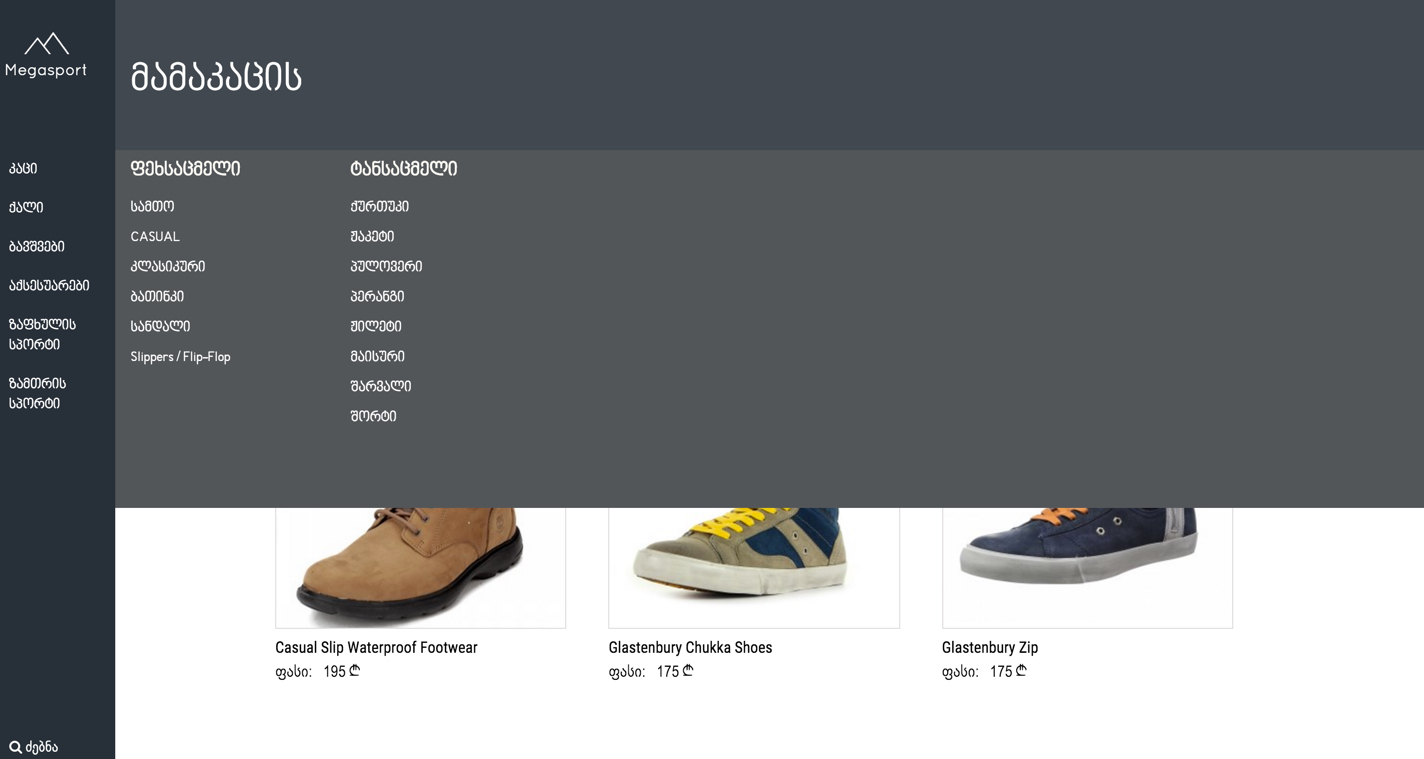 Megasport
კაცი
ქალი
ბავშვები
აქსესუარები
ზაფხულის
სპორტი
ზამთრის
სპორტი
ძებნა
მამაკაცის
ფეხსაცმელი
სამთო
CASUAL
კლასიკური
ბათინკი
სანდალი
Slippers / Flip-Flop
ტანსაცმელი
ქურთუკი
ჟაკეტი
პულოვერი
პერანგი
ჟილეტი
მაისური
შარვალი
შორტი
Casual Slip Waterproof Footwear
ფასი: 195 ₾
Glastenbury Chukka Shoes
ფასი: 175 ₾
Glastenbury Zip
ფასი: 175 ₾